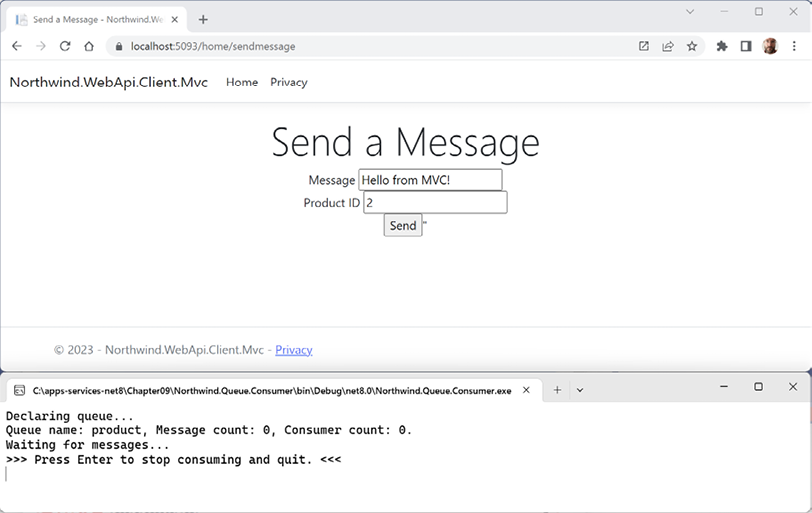 Send a Message - Northwind.We
localhost:5093/home/sendmessage
Northwind.WebApi.Client.Mvc Home Privacy
Send a Message
Message Hello from MVC!
Product ID 2
Send"
© 2023 - Northwind.WebApi.Client.Mvc - Privacy
C:\apps-services-net8\Chapter09\Northwind.Queue.Consumer\bin\Debug\net8.0\Northwind.Queue.Consumer.exe
Declaring queue...
Queue name: product, Message count: 0, Consumer count: 0.
Waiting for messages...
>>> Press Enter to stop consuming and quit. <<<